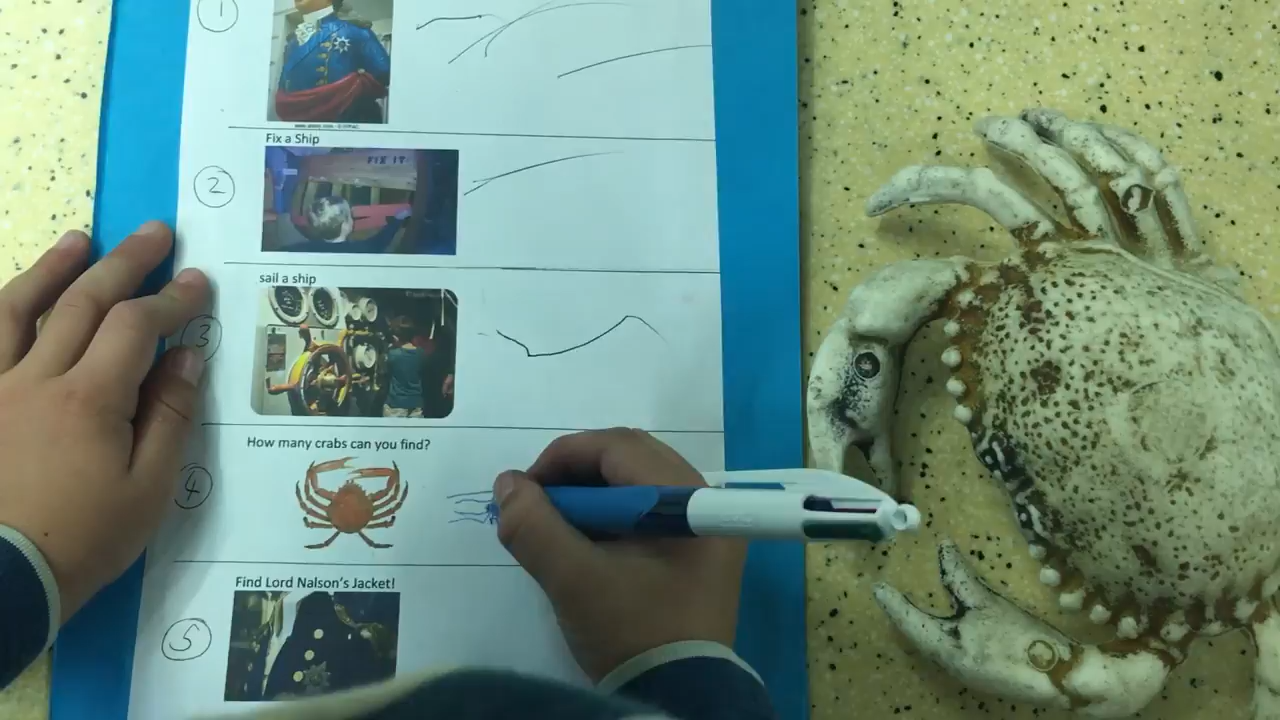 1
Fix a Ship
FIX IT
2
sail a ship
3
How many crabs can you find?
4
Find Lord Nalson's Jacket!
5